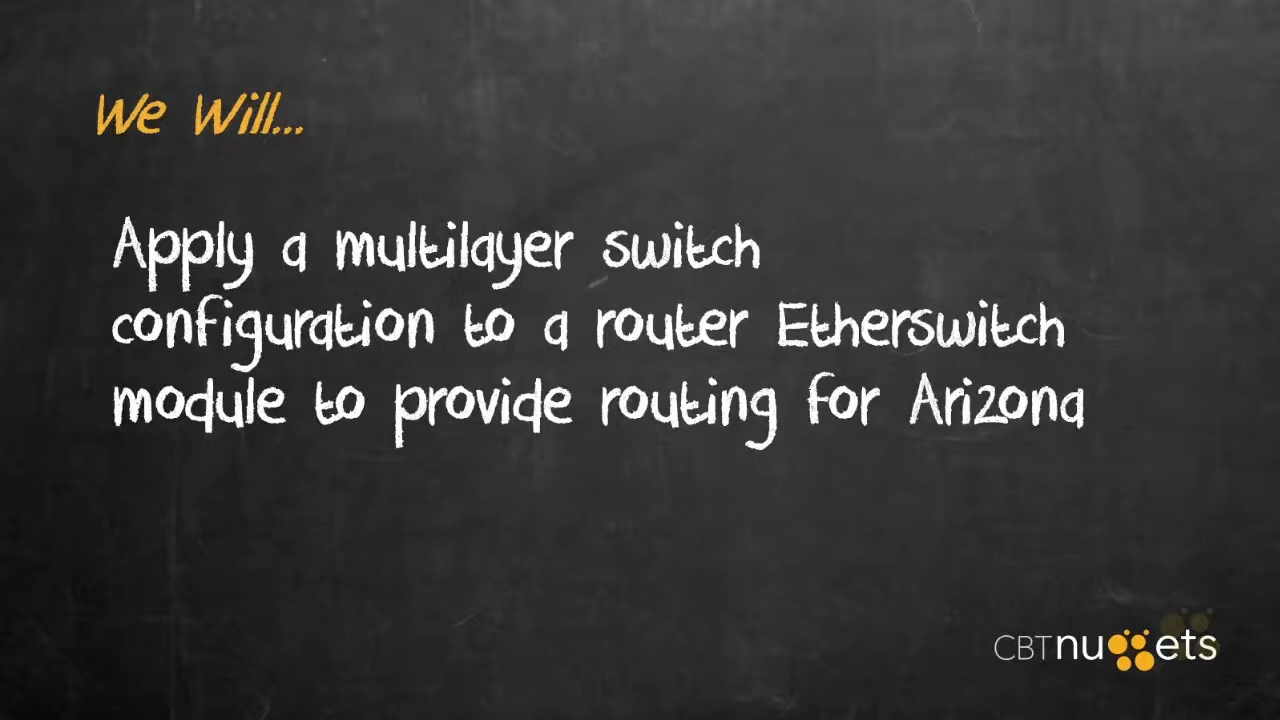 We Will...
Apply a multilayer switch
configuration to a router Etherswitch
module to provide routing for Arizona
CBTnuggets